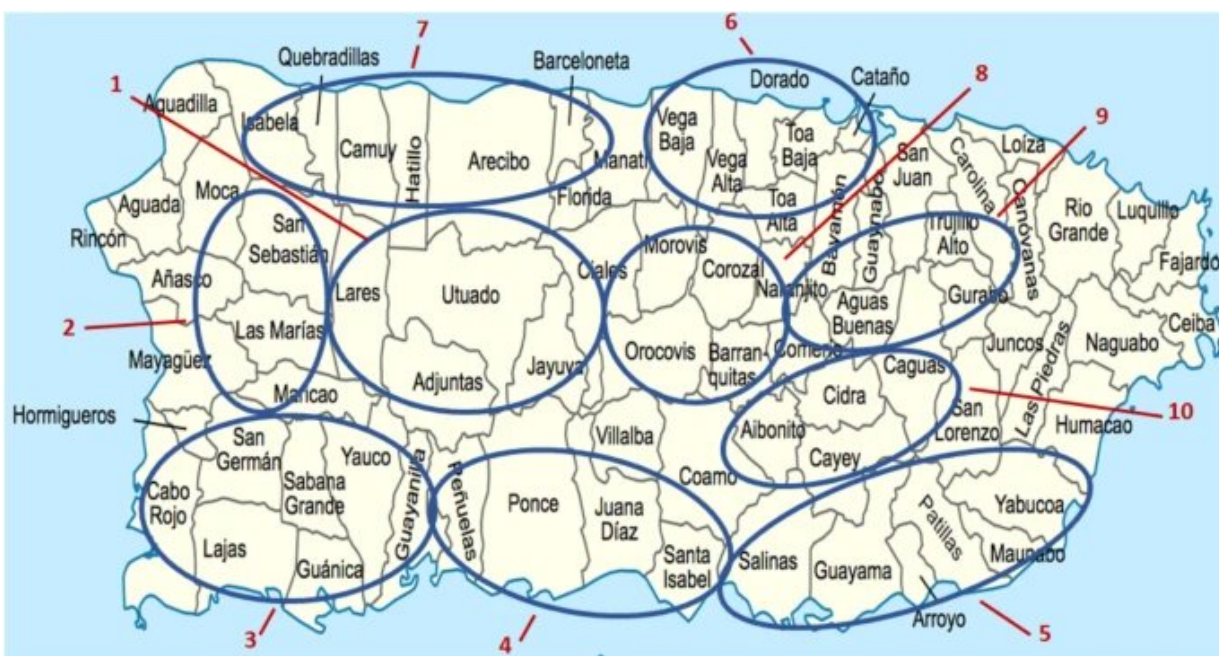 7
6
Quebradillas
Barceloneta
Dorado
Cataño
8
1
Aguadilla
Isabela
Camuy
Hatillo
Arecibo
Manatí
Florida
Vega
Baja
Vega
Alta
Toa
Baja
Toa
Alta
Bayamón
Guaynabo
San
Juan
Carolina
Loíza
Canóvanas
9
Río
Grande
Luquillo
Fajardo
Ceiba
Moca
Aguada
Rincón
San
Sebastián
Añasco
Lares
Utuado
Ciales
Morovis
Corozal
Naranjito
Trujillo
Alto
Aguas
Buenas
Gurabo
2
Las Marías
Mayagüez
Maricao
Adjuntas
Jayuya
Orocovis
Barran-
quitas
Comerío
Caguas
Juncos
Las Piedras
Naguabo
Humacao
10
Hormigueros
San
Germán
Sabana
Grande
Yauco
Guayanilla
Peñuelas
Ponce
Villalba
Juana
Díaz
Coamo
Aibonito
Cidra
Cayey
San
Lorenzo
Cabo
Rojo
Lajas
Guánica
Santa
Isabel
Salinas
Guayama
Patillas
Yabucoa
Maunabo
Arroyo
3
4
5